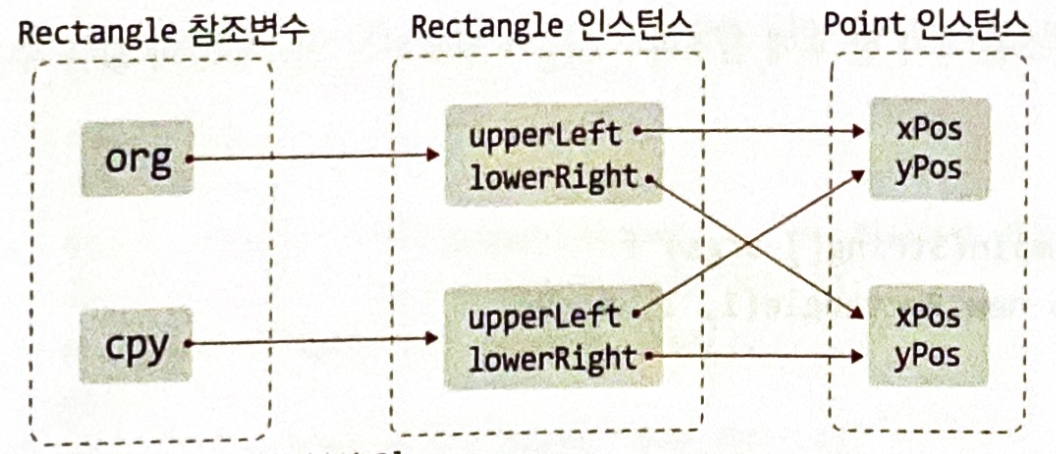 Rectangle 참조변수
Rectangle 인스턴스
Point 인스턴스
org
upperLeft
lowerRight
xPos
yPos
cpy
upperLeft
lowerRight
xPos
yPos